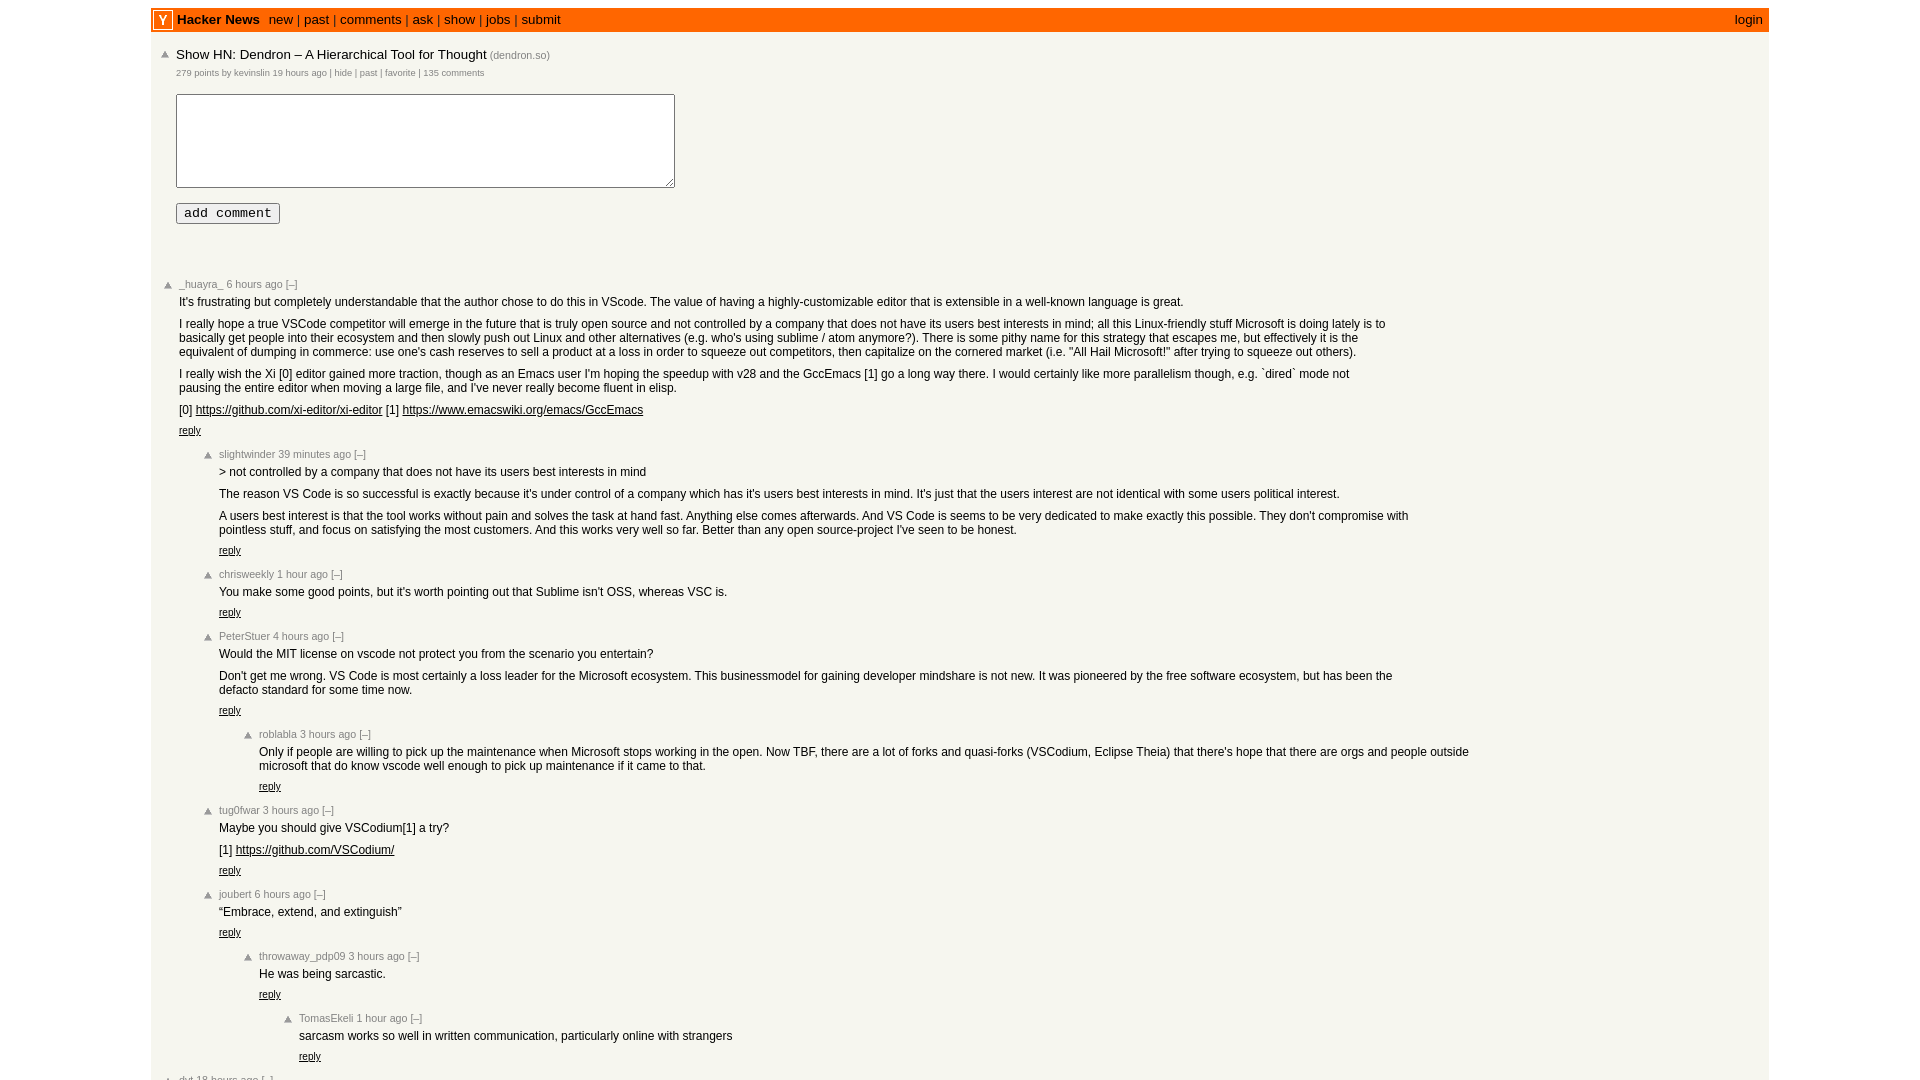 Y Hacker News new | past | comments | ask | show | jobs | submit login
Show HN: Dendron – A Hierarchical Tool for Thought (dendron.so)
279 points by kevinslin 19 hours ago | hide | past | favorite | 135 comments
add comment
_huayra_ 6 hours ago [–]
It's frustrating but completely understandable that the author chose to do this in VScode. The value of having a highly-customizable editor that is extensible in a well-known language is great.
I really hope a true VSCode competitor will emerge in the future that is truly open source and not controlled by a company that does not have its users best interests in mind; all this Linux-friendly stuff Microsoft is doing lately is to
basically get people into their ecosystem and then slowly push out Linux and other alternatives (e.g. who's using sublime / atom anymore?). There is some pithy name for this strategy that escapes me, but effectively it is the
equivalent of dumping in commerce: use one's cash reserves to sell a product at a loss in order to squeeze out competitors, then capitalize on the cornered market (i.e. "All Hail Microsoft!" after trying to squeeze out others).
I really wish the Xi [0] editor gained more traction, though as an Emacs user I'm hoping the speedup with v28 and the GccEmacs [1] go a long way there. I would certainly like more parallelism though, e.g. `dired` mode not
pausing the entire editor when moving a large file, and I've never really become fluent in elisp.
[0] https://github.com/xi-editor/xi-editor [1] https://www.emacswiki.org/emacs/GccEmacs
reply
slightwinder 39 minutes ago [–]
> not controlled by a company that does not have its users best interests in mind
The reason VS Code is so successful is exactly because it's under control of a company which has it's users best interests in mind. It's just that the users interest are not identical with some users political interest.
A users best interest is that the tool works without pain and solves the task at hand fast. Anything else comes afterwards. And VS Code is seems to be very dedicated to make exactly this possible. They don't compromise with
pointless stuff, and focus on satisfying the most customers. And this works very well so far. Better than any open source-project I've seen to be honest.
reply
chrisweekly 1 hour ago [–]
You make some good points, but it's worth pointing out that Sublime isn't OSS, whereas VSC is.
reply
PeterStuer 4 hours ago [–]
Would the MIT license on vscode not protect you from the scenario you entertain?
Don't get me wrong. VS Code is most certainly a loss leader for the Microsoft ecosystem. This businessmodel for gaining developer mindshare is not new. It was pioneered by the free software ecosystem, but has been the
defacto standard for some time now.
reply
roblabla 3 hours ago [–]
Only if people are willing to pick up the maintenance when Microsoft stops working in the open. Now TBF, there are a lot of forks and quasi-forks (VSCodium, Eclipse Theia) that there's hope that there are orgs and people outside
microsoft that do know vscode well enough to pick up maintenance if it came to that.
reply
tug0fwar 3 hours ago [–]
Maybe you should give VSCodium[1] a try?
[1] https://github.com/VSCodium/
reply
joubert 6 hours ago [–]
“Embrace, extend, and extinguish”
reply
throwaway_pdp09 3 hours ago [–]
He was being sarcastic.
reply
TomasEkeli 1 hour ago [–]
sarcasm works so well in written communication, particularly online with strangers
reply
18 hours ago [–]